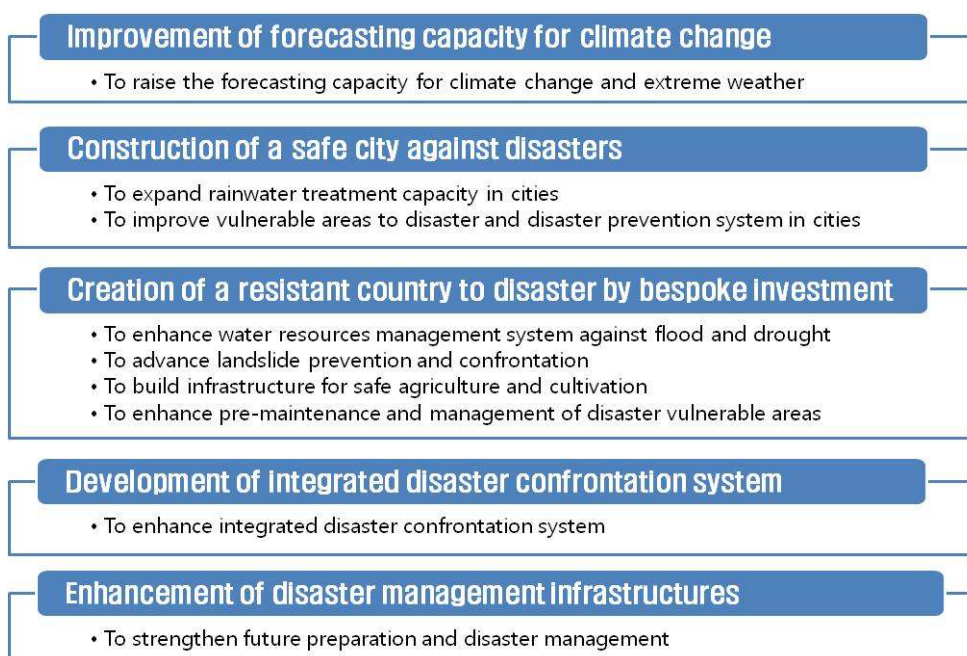 Improvement of forecasting capacity for climate change
• To raise the forecasting capacity for climate change and extreme weather
Construction of a safe city against disasters
• To expand rainwater treatment capacity in cities
• To improve vulnerable areas to disaster and disaster prevention system in cities
Creation of a resistant country to disaster by bespoke investment
• To enhance water resources management system against flood and drought
• To advance landslide prevention and confrontation
• To build infrastructure for safe agriculture and cultivation
• To enhance pre-maintenance and management of disaster vulnerable areas
Development of integrated disaster confrontation system
• To enhance integrated disaster confrontation system
Enhancement of disaster management infrastructures
• To strengthen future preparation and disaster management